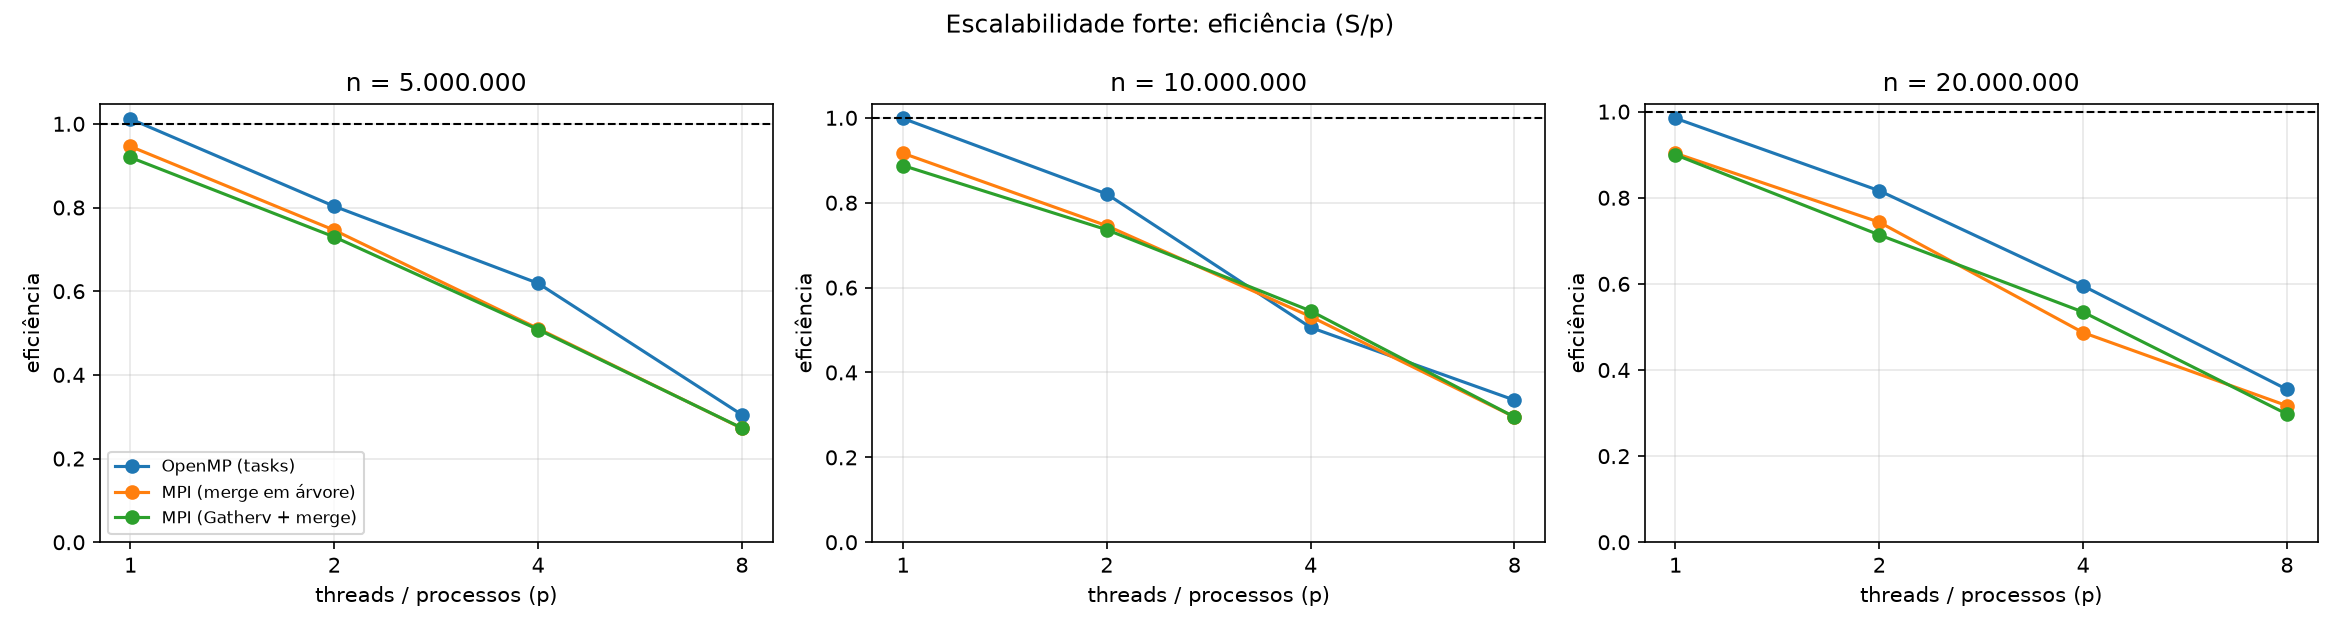 Escalabilidade forte: eficiência (S/p)
n = 5.000.000
eficiência
1.0
0.8
0.6
0.4
0.2
0.0
OpenMP (tasks)
MPI (merge em árvore)
MPI (Gatherv + merge)
1 2 4 8
threads / processos (p)
n = 10.000.000
eficiência
1.0
0.8
0.6
0.4
0.2
0.0
1 2 4 8
threads / processos (p)
n = 20.000.000
eficiência
1.0
0.8
0.6
0.4
0.2
0.0
1 2 4 8
threads / processos (p)